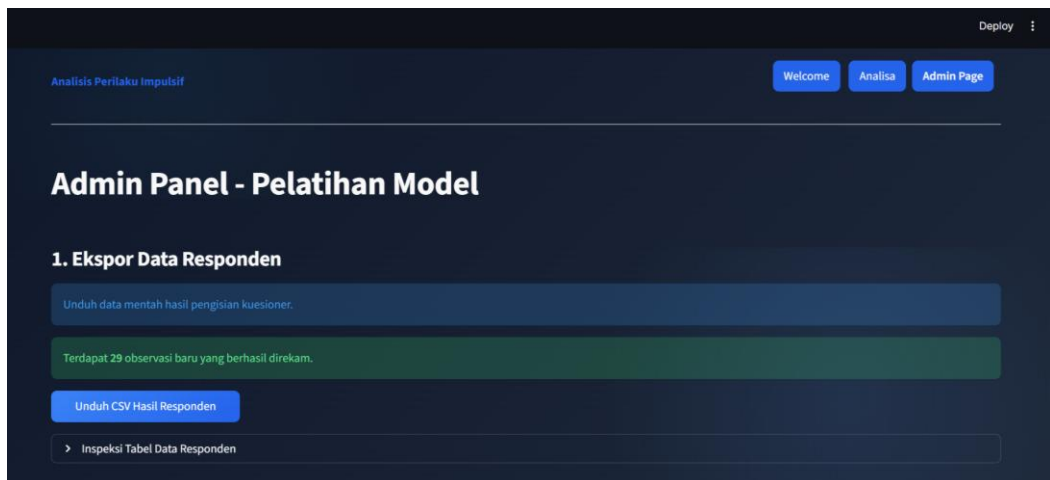 Deploy
Analisis Perilaku Impulsif
Welcome
Analisa
Admin Page
Admin Panel - Pelatihan Model
1. Ekspor Data Responden
Unduh data mentah hasil pengisian kuesioner.
Terdapat 29 observasi baru yang berhasil direkam.
Unduh CSV Hasil Responden
Inspeksi Tabel Data Responden